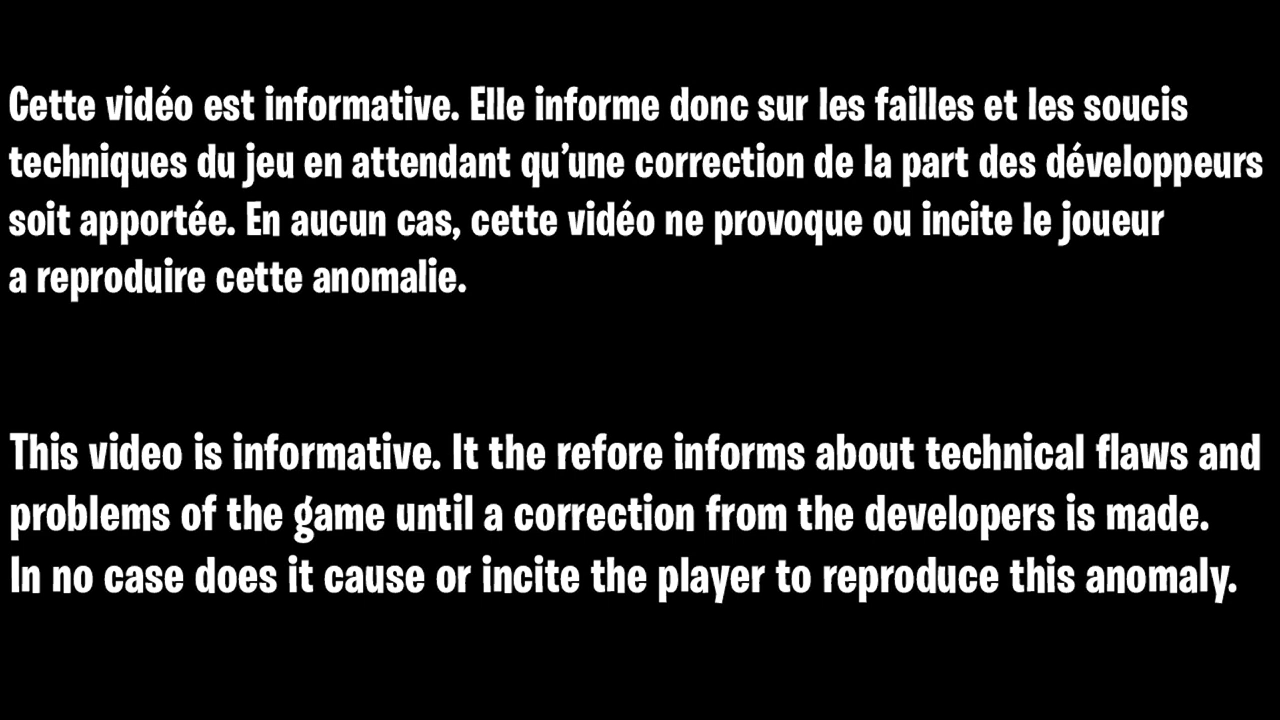 Cette vidéo est informative. Elle informe donc sur les failles et les soucis
techniques du jeu en attendant qu’une correction de la part des développeurs
soit apportée. En aucun cas, cette vidéo ne provoque ou incite le joueur
a reproduire cette anomalie.
This video is informative. It the refore informs about technical flaws and
problems of the game until a correction from the developers is made.
In no case does it cause or incite the player to reproduce this anomaly.